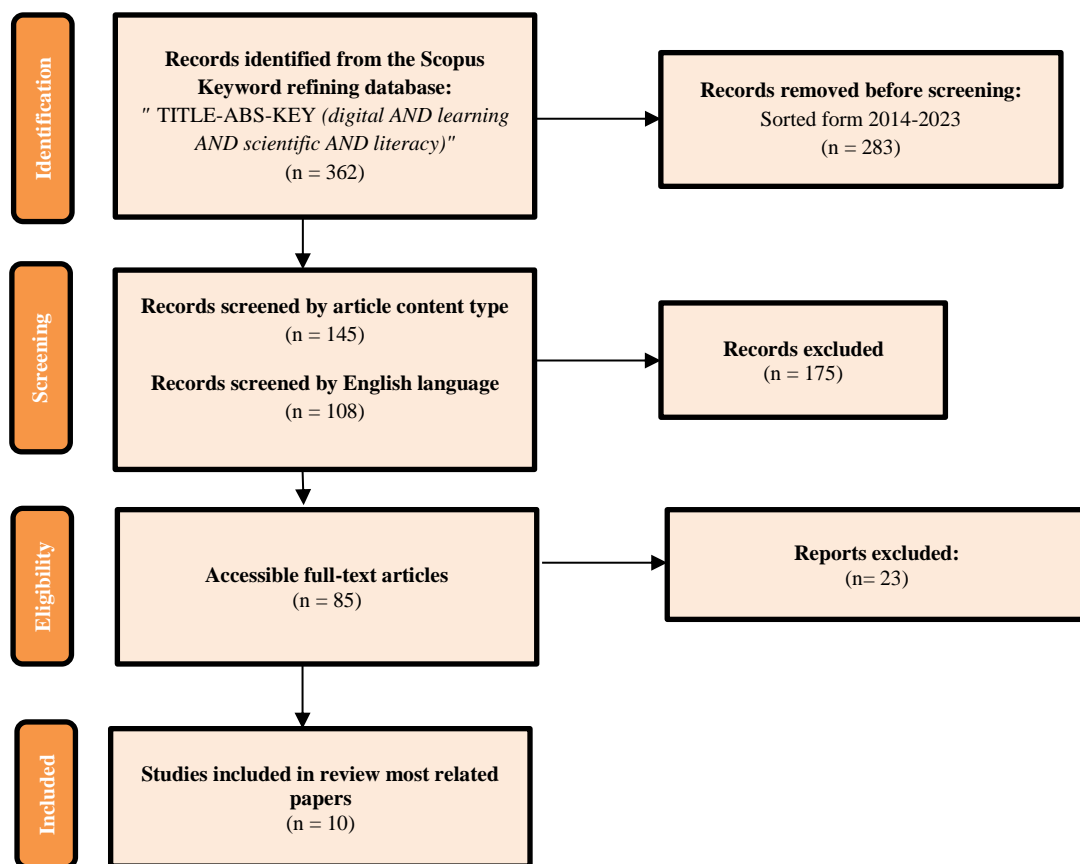 Identification
Records identified from the Scopus
Keyword refining database:
" TITLE-ABS-KEY (digital AND learning
AND scientific AND literacy)"
(n = 362)
Records removed before screening:
Sorted form 2014-2023
(n = 283)
Screening
Records screened by article content type
(n = 145)
Records screened by English language
(n = 108)
Records excluded
(n = 175)
Eligibility
Accessible full-text articles
(n = 85)
Reports excluded:
(n= 23)
Included
Studies included in review most related
papers
(n = 10)